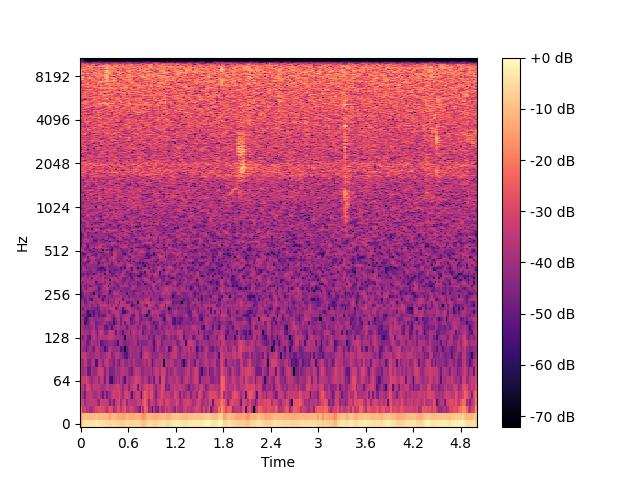 +0 dB
8192
-10 dB
4096
-20 dB
2048
-30 dB
1024
Hz
512
-40 dB
256
-50 dB
128
-60 dB
64
0
-70 dB
0 0.6 1.2 1.8 2.4 3 3.6 4.2 4.8
Time